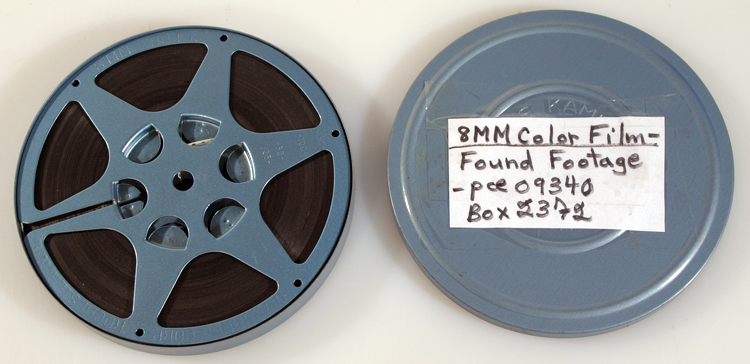 8MM Color Film-
Found Footage
-pce 09340
Box 2372